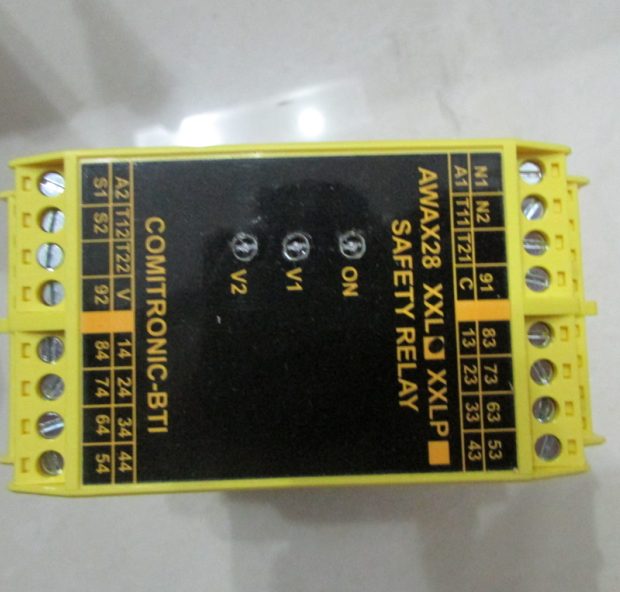 N1 N2 91 83 73 63 53
A1 T11 T21 C 13 23 33 43
AWAX28 XXL XXLP
SAFETY RELAY
ON
V1
V2
COMITRONIC-BTI
A2 T12 T22 V 14 24 34 44
S1 S2 92 84 74 64 54